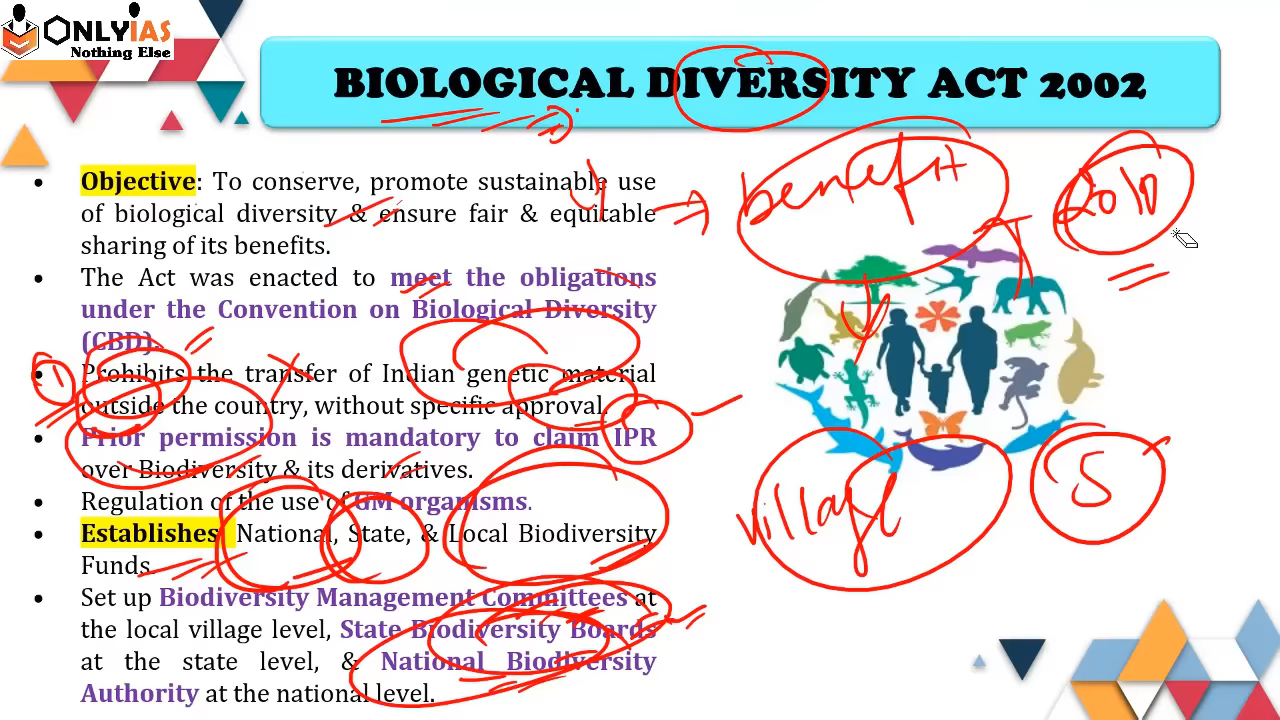 ONLYIAS
Nothing Else
BIOLOGICAL DIVERSITY ACT 2002
• Objective: To conserve, promote sustainable use
of biological diversity & ensure fair & equitable
sharing of its benefits.
• The Act was enacted to meet the obligations
under the Convention on Biological Diversity
(CBD).
• Prohibits the transfer of Indian genetic material
outside the country, without specific approval.
• Prior permission is mandatory to claim IPR
over Biodiversity & its derivatives.
• Regulation of the use of GM organisms.
• Establishes National, State, & Local Biodiversity
Funds.
• Set up Biodiversity Management Committees at
the local village level, State Biodiversity Boards
at the state level, & National Biodiversity
Authority at the national level.
benefit
village
5